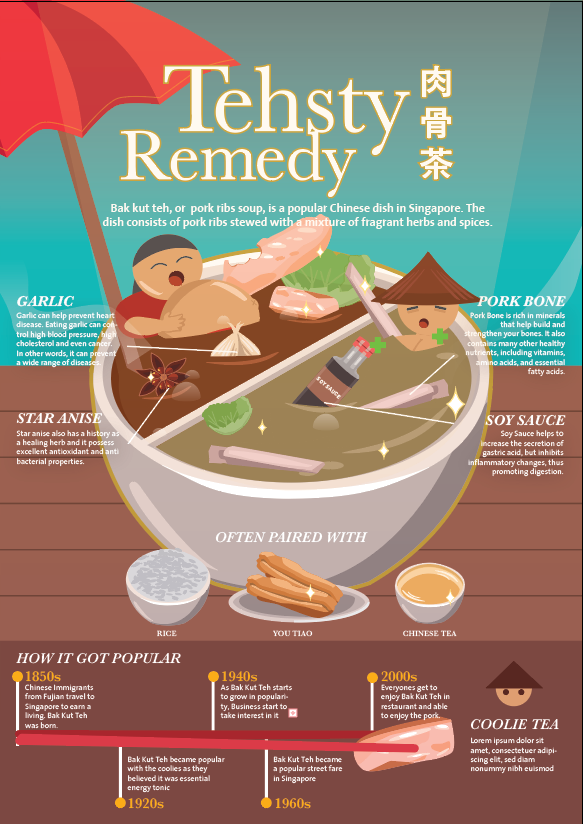 Tehsty
Remedy
肉
骨
茶
Bak kut teh, or pork ribs soup, is a popular Chinese dish in Singapore. The
dish consists of pork ribs stewed with a mixture of fragrant herbs and spices.
GARLIC
Garlic can help prevent heart
disease. Eating garlic can con-
trol high blood pressure, high
cholesterol and even cancer.
In other words, it can prevent
a wide range of diseases.
PORK BONE
Pork Bone is rich in minerals
that help build and
strengthen your bones. It also
contains many other healthy
nutrients, including vitamins,
amino acids, and essential
fatty acids.
SOY SAUCE
STAR ANISE
Star anise also has a history as
a healing herb and it possess
excellent antioxidant and anti
bacterial properties.
SOY SAUCE
Soy Sauce helps to
increase the secretion of
gastric acid, but inhibits
inflammatory changes, thus
promoting digestion.
OFTEN PAIRED WITH
RICE
YOU TIAO
CHINESE TEA
HOW IT GOT POPULAR
1850s
Chinese Immigrants
from Fujian travel to
Singapore to earn a
living. Bak Kut Teh
was born.
1940s
As Bak Kut Teh starts
to grow in populari-
ty, Business start to
take interest in it
2000s
Everyones get to
enjoy Bak Kut Teh in
restaurant and able
to enjoy the pork.
Bak Kut Teh became popular
with the coolies as they
believed it was essential
energy tonic
1920s
Bak Kut Teh became
a popular street fare
in Singapore
1960s
COOLIE TEA
Lorem ipsum dolor sit
amet, consectetuer adipi-
scing elit, sed diam
nonummy nibh euismod